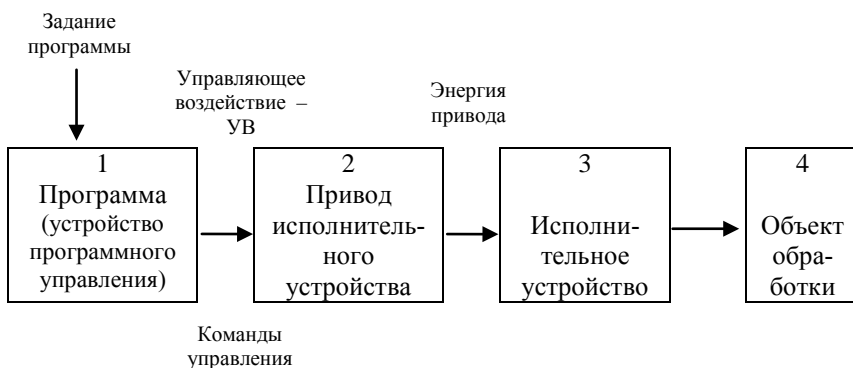 Задание
программы
Управляющее
воздействие –
УВ
Энергия
привода
1
Программа
(устройство
программного
управления)
2
Привод
исполнитель-
ного
устройства
3
Исполни-
тельное
устройство
4
Объект
обра-
ботки
Команды
управления